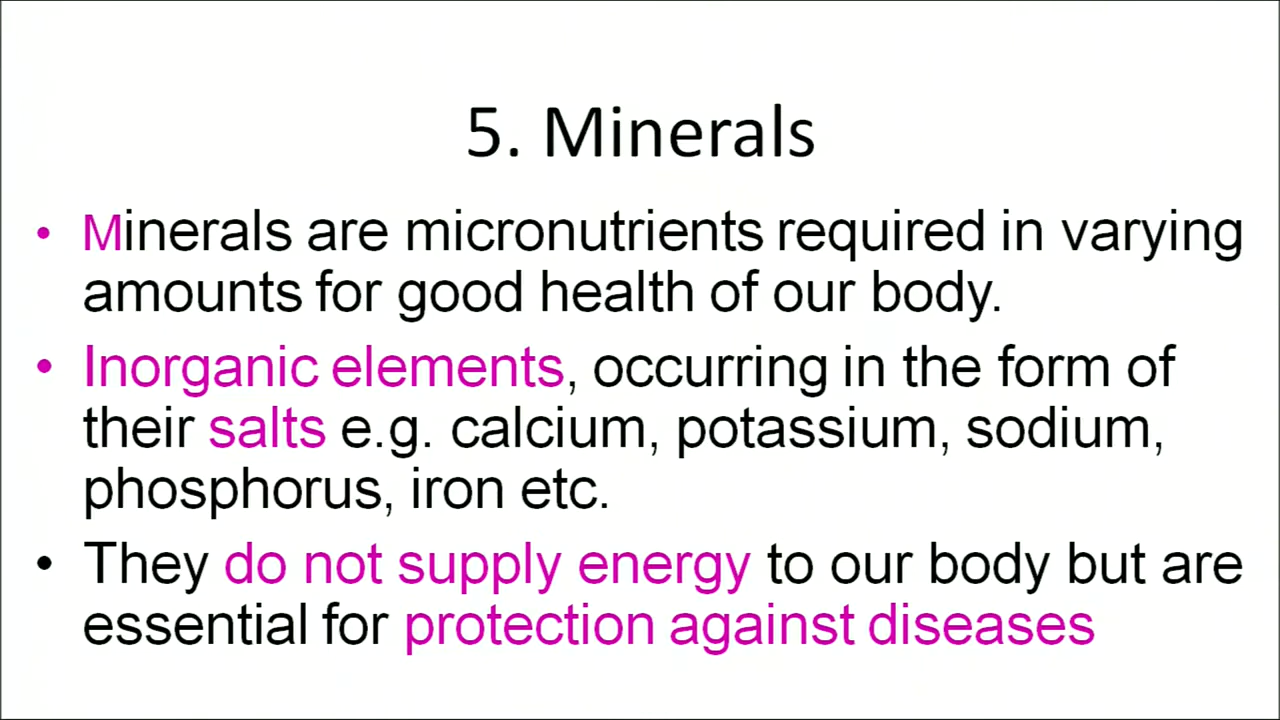 5. Minerals
• Minerals are micronutrients required in varying
amounts for good health of our body.
• Inorganic elements, occurring in the form of
their salts e.g. calcium, potassium, sodium,
phosphorus, iron etc.
• They do not supply energy to our body but are
essential for protection against diseases